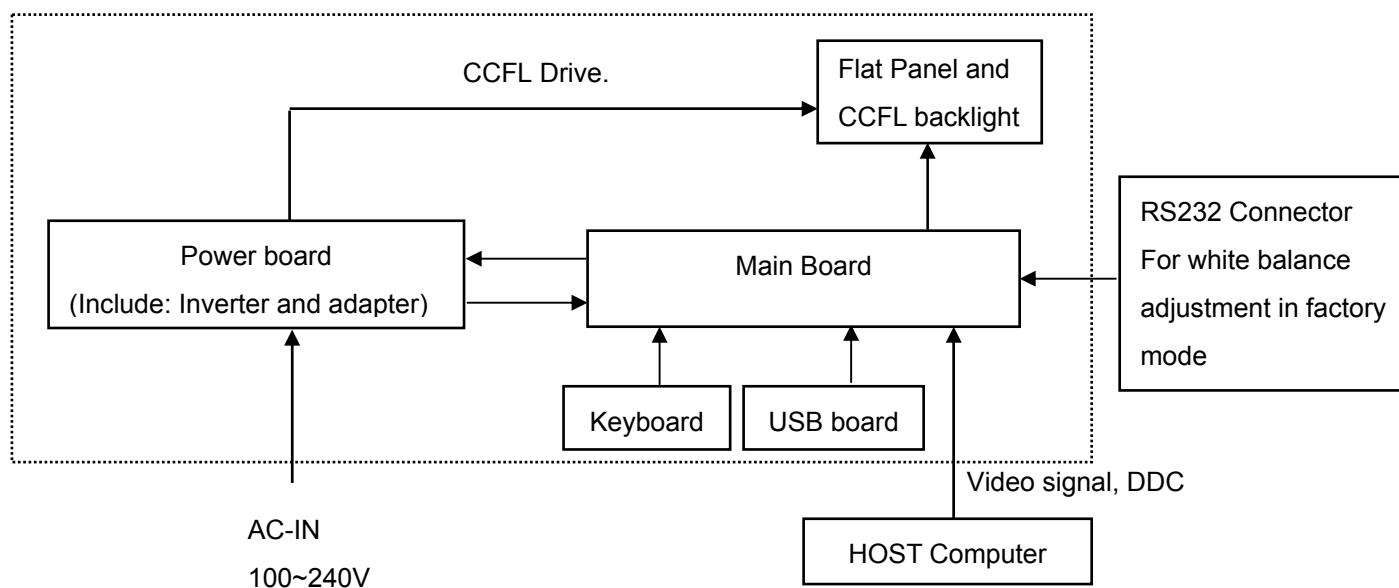 CCFL Drive.
Flat Panel and
CCFL backlight
RS232 Connector
For white balance
adjustment in factory
mode
Power board
(Include: Inverter and adapter)
Main Board
Keyboard
USB board
Video signal, DDC
AC-IN
100~240V
HOST Computer